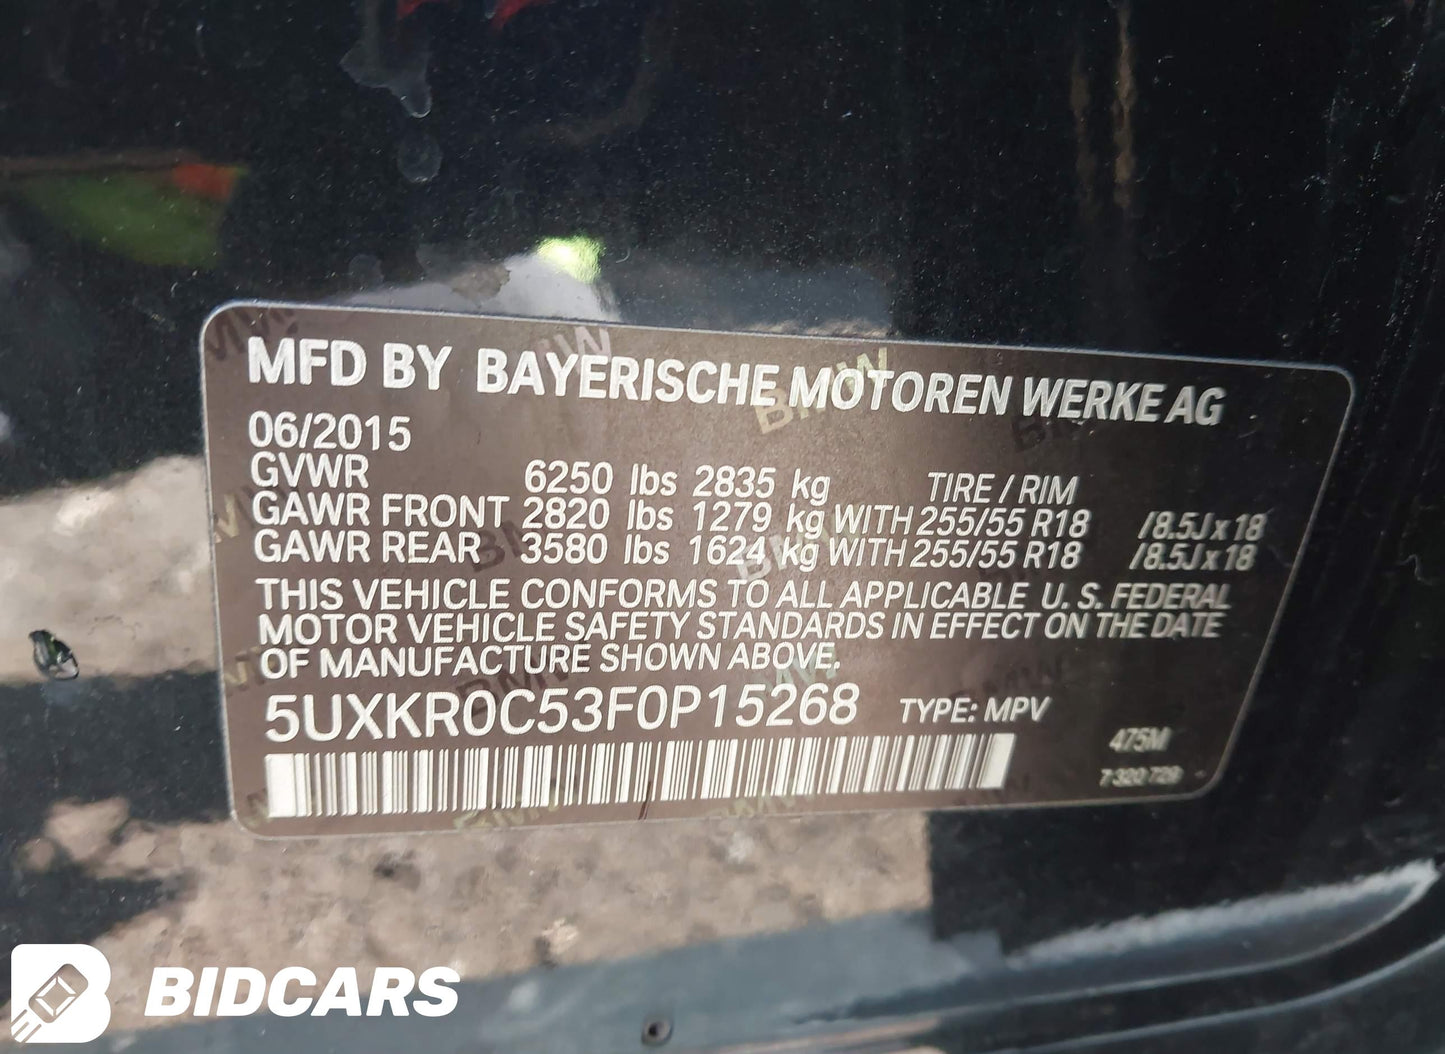 MFD BY BAYERISCHE MOTOREN WERKE AG
06/2015
GVWR 6250 lbs 2835 kg TIRE / RIM
GAWR FRONT 2820 lbs 1279 kg WITH 255/55 R18 /8.5J x 18
GAWR REAR 3580 lbs 1624 kg WITH 255/55 R18 /8.5J x 18
THIS VEHICLE CONFORMS TO ALL APPLICABLE U. S. FEDERAL
MOTOR VEHICLE SAFETY STANDARDS IN EFFECT ON THE DATE
OF MANUFACTURE SHOWN ABOVE.
5UXKR0C53F0P15268 TYPE: MPV
475M
7 320 728
BIDCARS